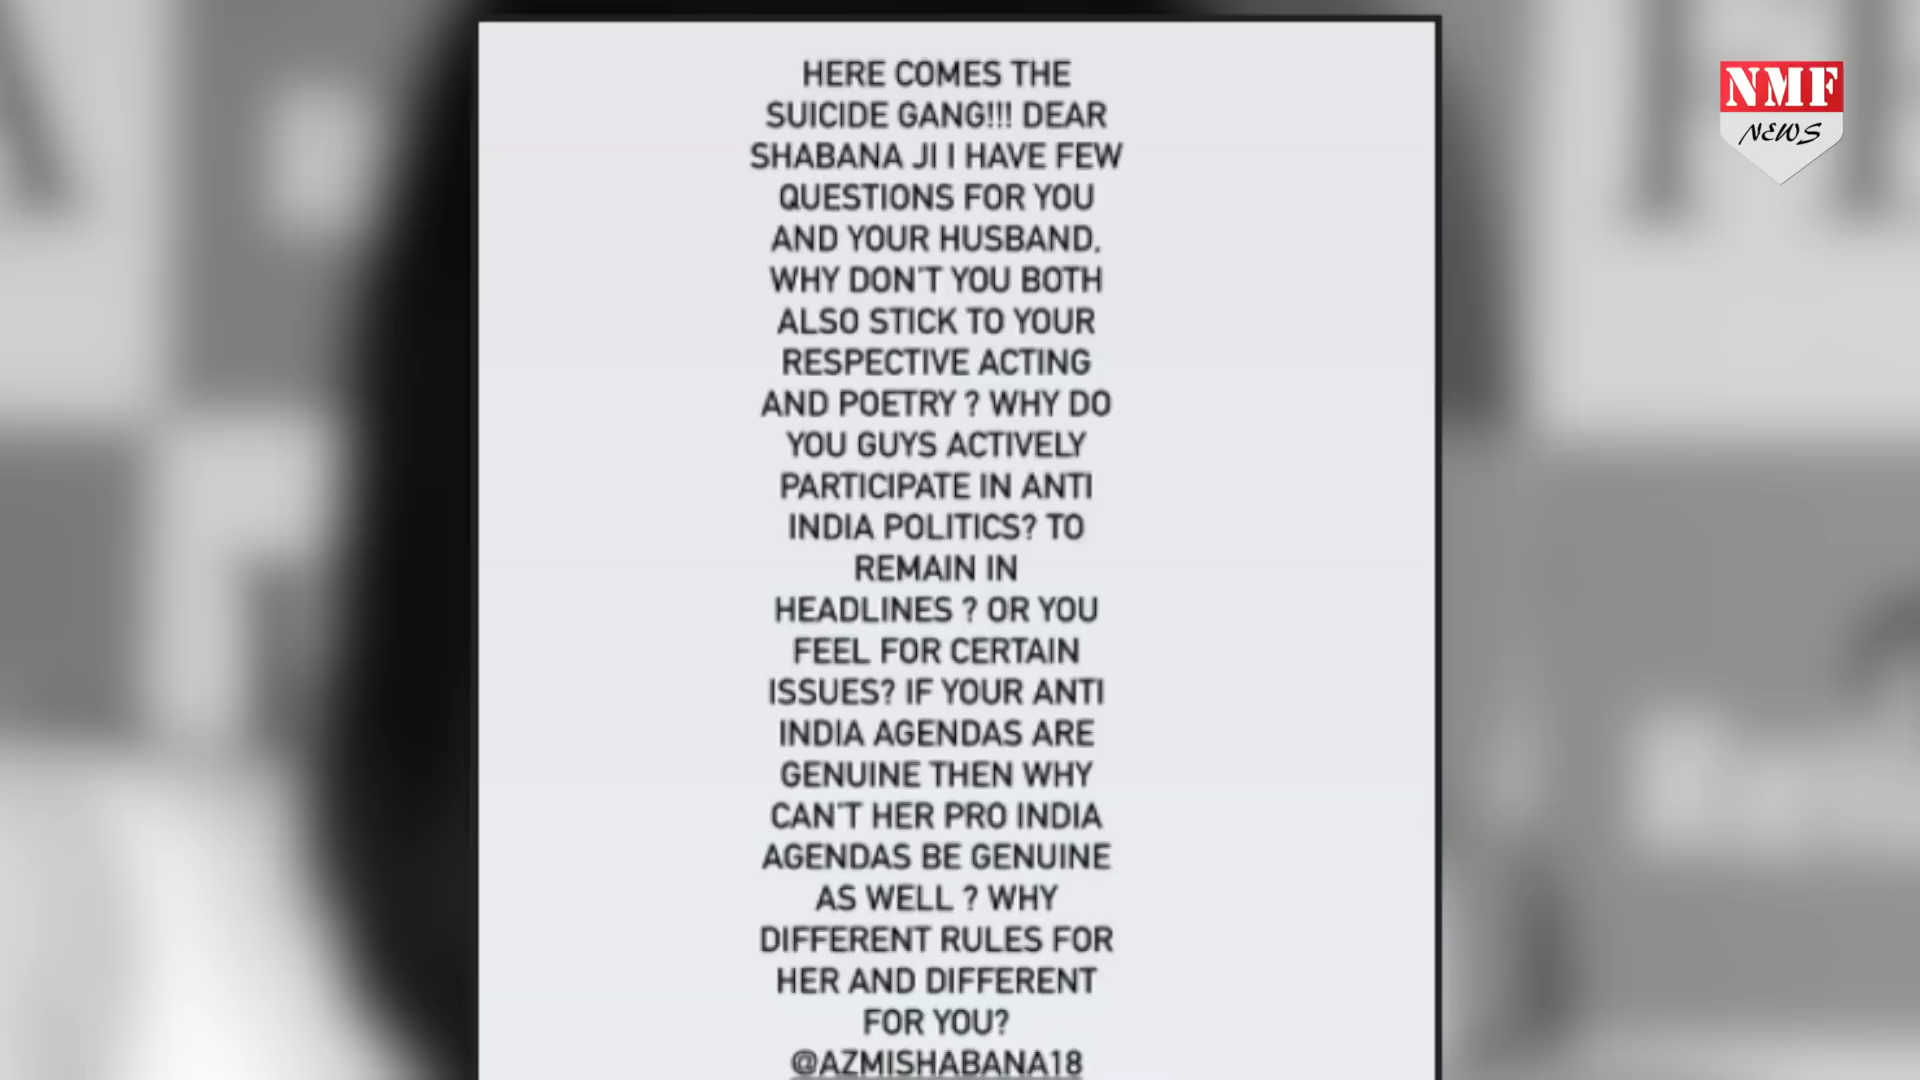 HERE COMES THE
SUICIDE GANG!!! DEAR
SHABANA JI I HAVE FEW
QUESTIONS FOR YOU
AND YOUR HUSBAND.
WHY DON'T YOU BOTH
ALSO STICK TO YOUR
RESPECTIVE ACTING
AND POETRY ? WHY DO
YOU GUYS ACTIVELY
PARTICIPATE IN ANTI
INDIA POLITICS? TO
REMAIN IN
HEADLINES ? OR YOU
FEEL FOR CERTAIN
ISSUES? IF YOUR ANTI
INDIA AGENDAS ARE
GENUINE THEN WHY
CAN'T HER PRO INDIA
AGENDAS BE GENUINE
AS WELL ? WHY
DIFFERENT RULES FOR
HER AND DIFFERENT
FOR YOU?
@AZMISHABANA18
NMF
NEWS